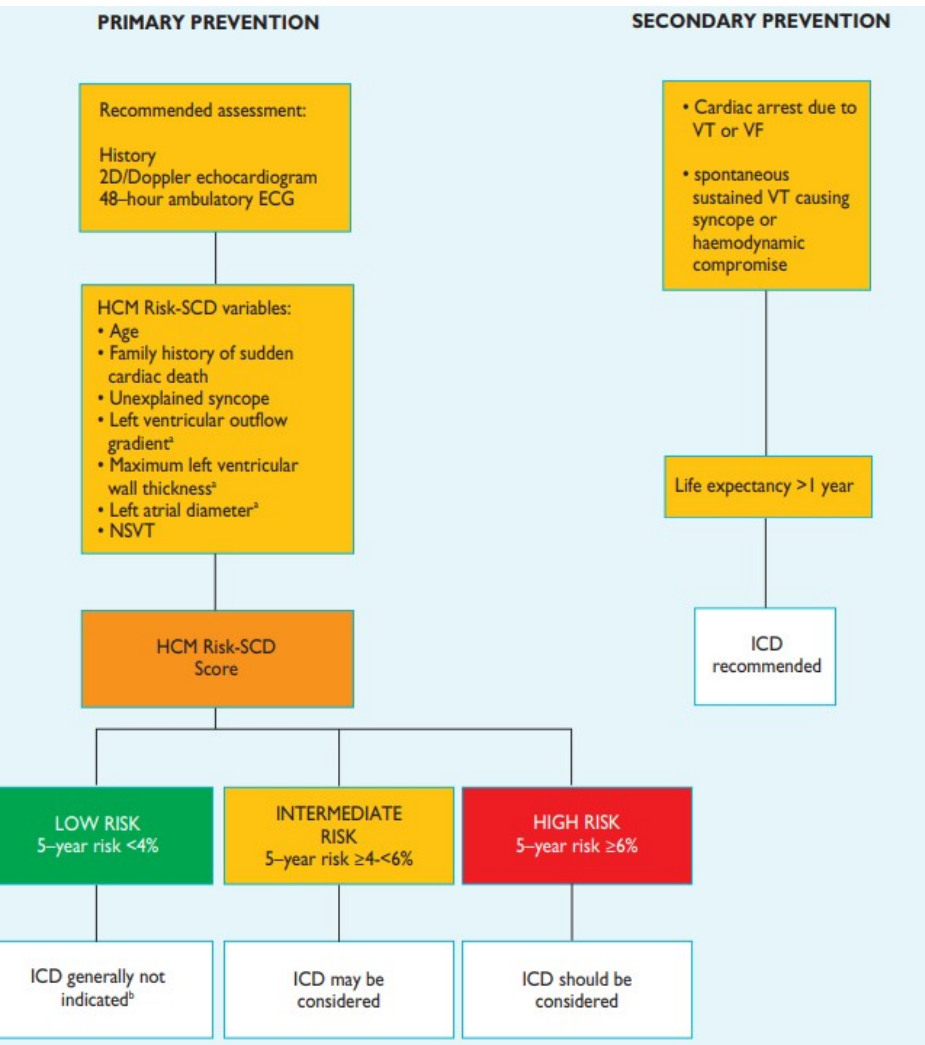 PRIMARY PREVENTION
SECONDARY PREVENTION
Recommended assessment:
History
2D/Doppler echocardiogram
48–hour ambulatory ECG
• Cardiac arrest due to
VT or VF
• spontaneous
sustained VT causing
syncope or
haemodynamic
compromise
HCM Risk-SCD variables:
• Age
• Family history of sudden
cardiac death
• Unexplained syncope
• Left ventricular outflow
gradientª
• Maximum left ventricular
wall thicknessª
• Left atrial diameterª
• NSVT
Life expectancy >1 year
HCM Risk-SCD
Score
ICD
recommended
LOW RISK
5–year risk <4%
INTERMEDIATE
RISK
5–year risk ≥4-<6%
HIGH RISK
5–year risk ≥6%
ICD generally not
indicatedᵇ
ICD may be
considered
ICD should be
considered